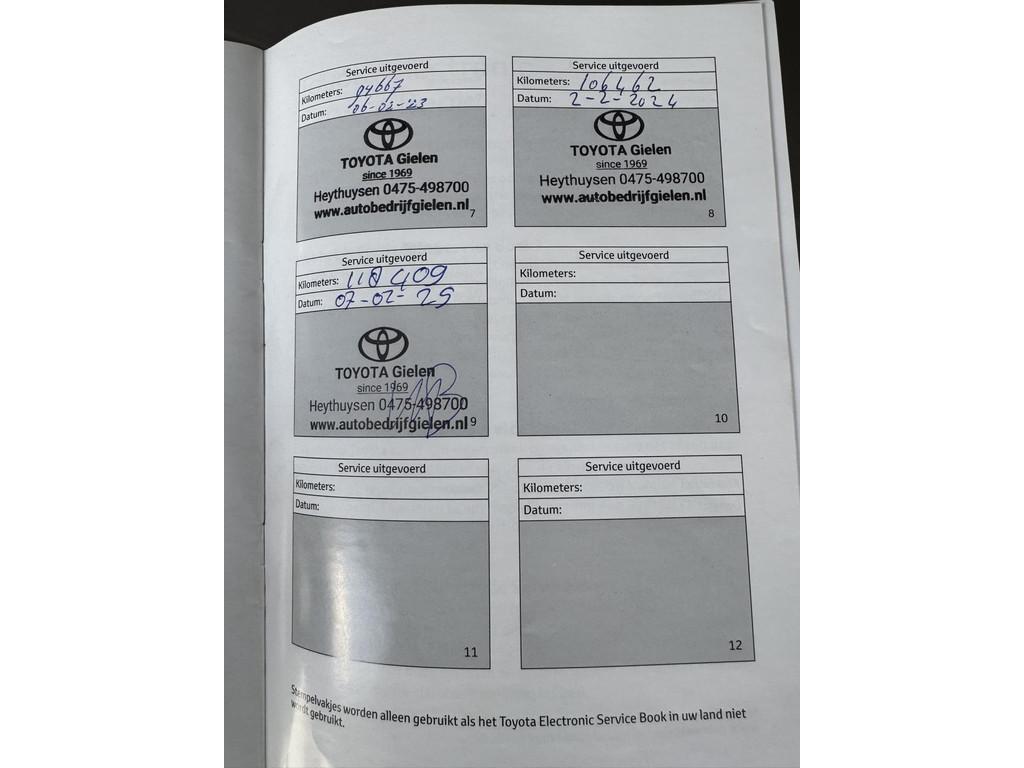 Service uitgevoerd
Kilometers: 94667
Datum: 06-02-'23
TOYOTA Gielen
since 1969
Heythuysen 0475-498700
www.autobedrijfgielen.nl
7
Service uitgevoerd
Kilometers: 106462
Datum: 2-2-2024
TOYOTA Gielen
since 1969
Heythuysen 0475-498700
www.autobedrijfgielen.nl
8
Service uitgevoerd
Kilometers: 118409
Datum: 07-02-25
TOYOTA Gielen
since 1969
Heythuysen 0475-498700
www.autobedrijfgielen.nl
9
Service uitgevoerd
Kilometers:
Datum:
10
Service uitgevoerd
Kilometers:
Datum:
11
Service uitgevoerd
Kilometers:
Datum:
12
Stempelvakjes worden alleen gebruikt als het Toyota Electronic Service Book in uw land niet
wordt gebruikt.